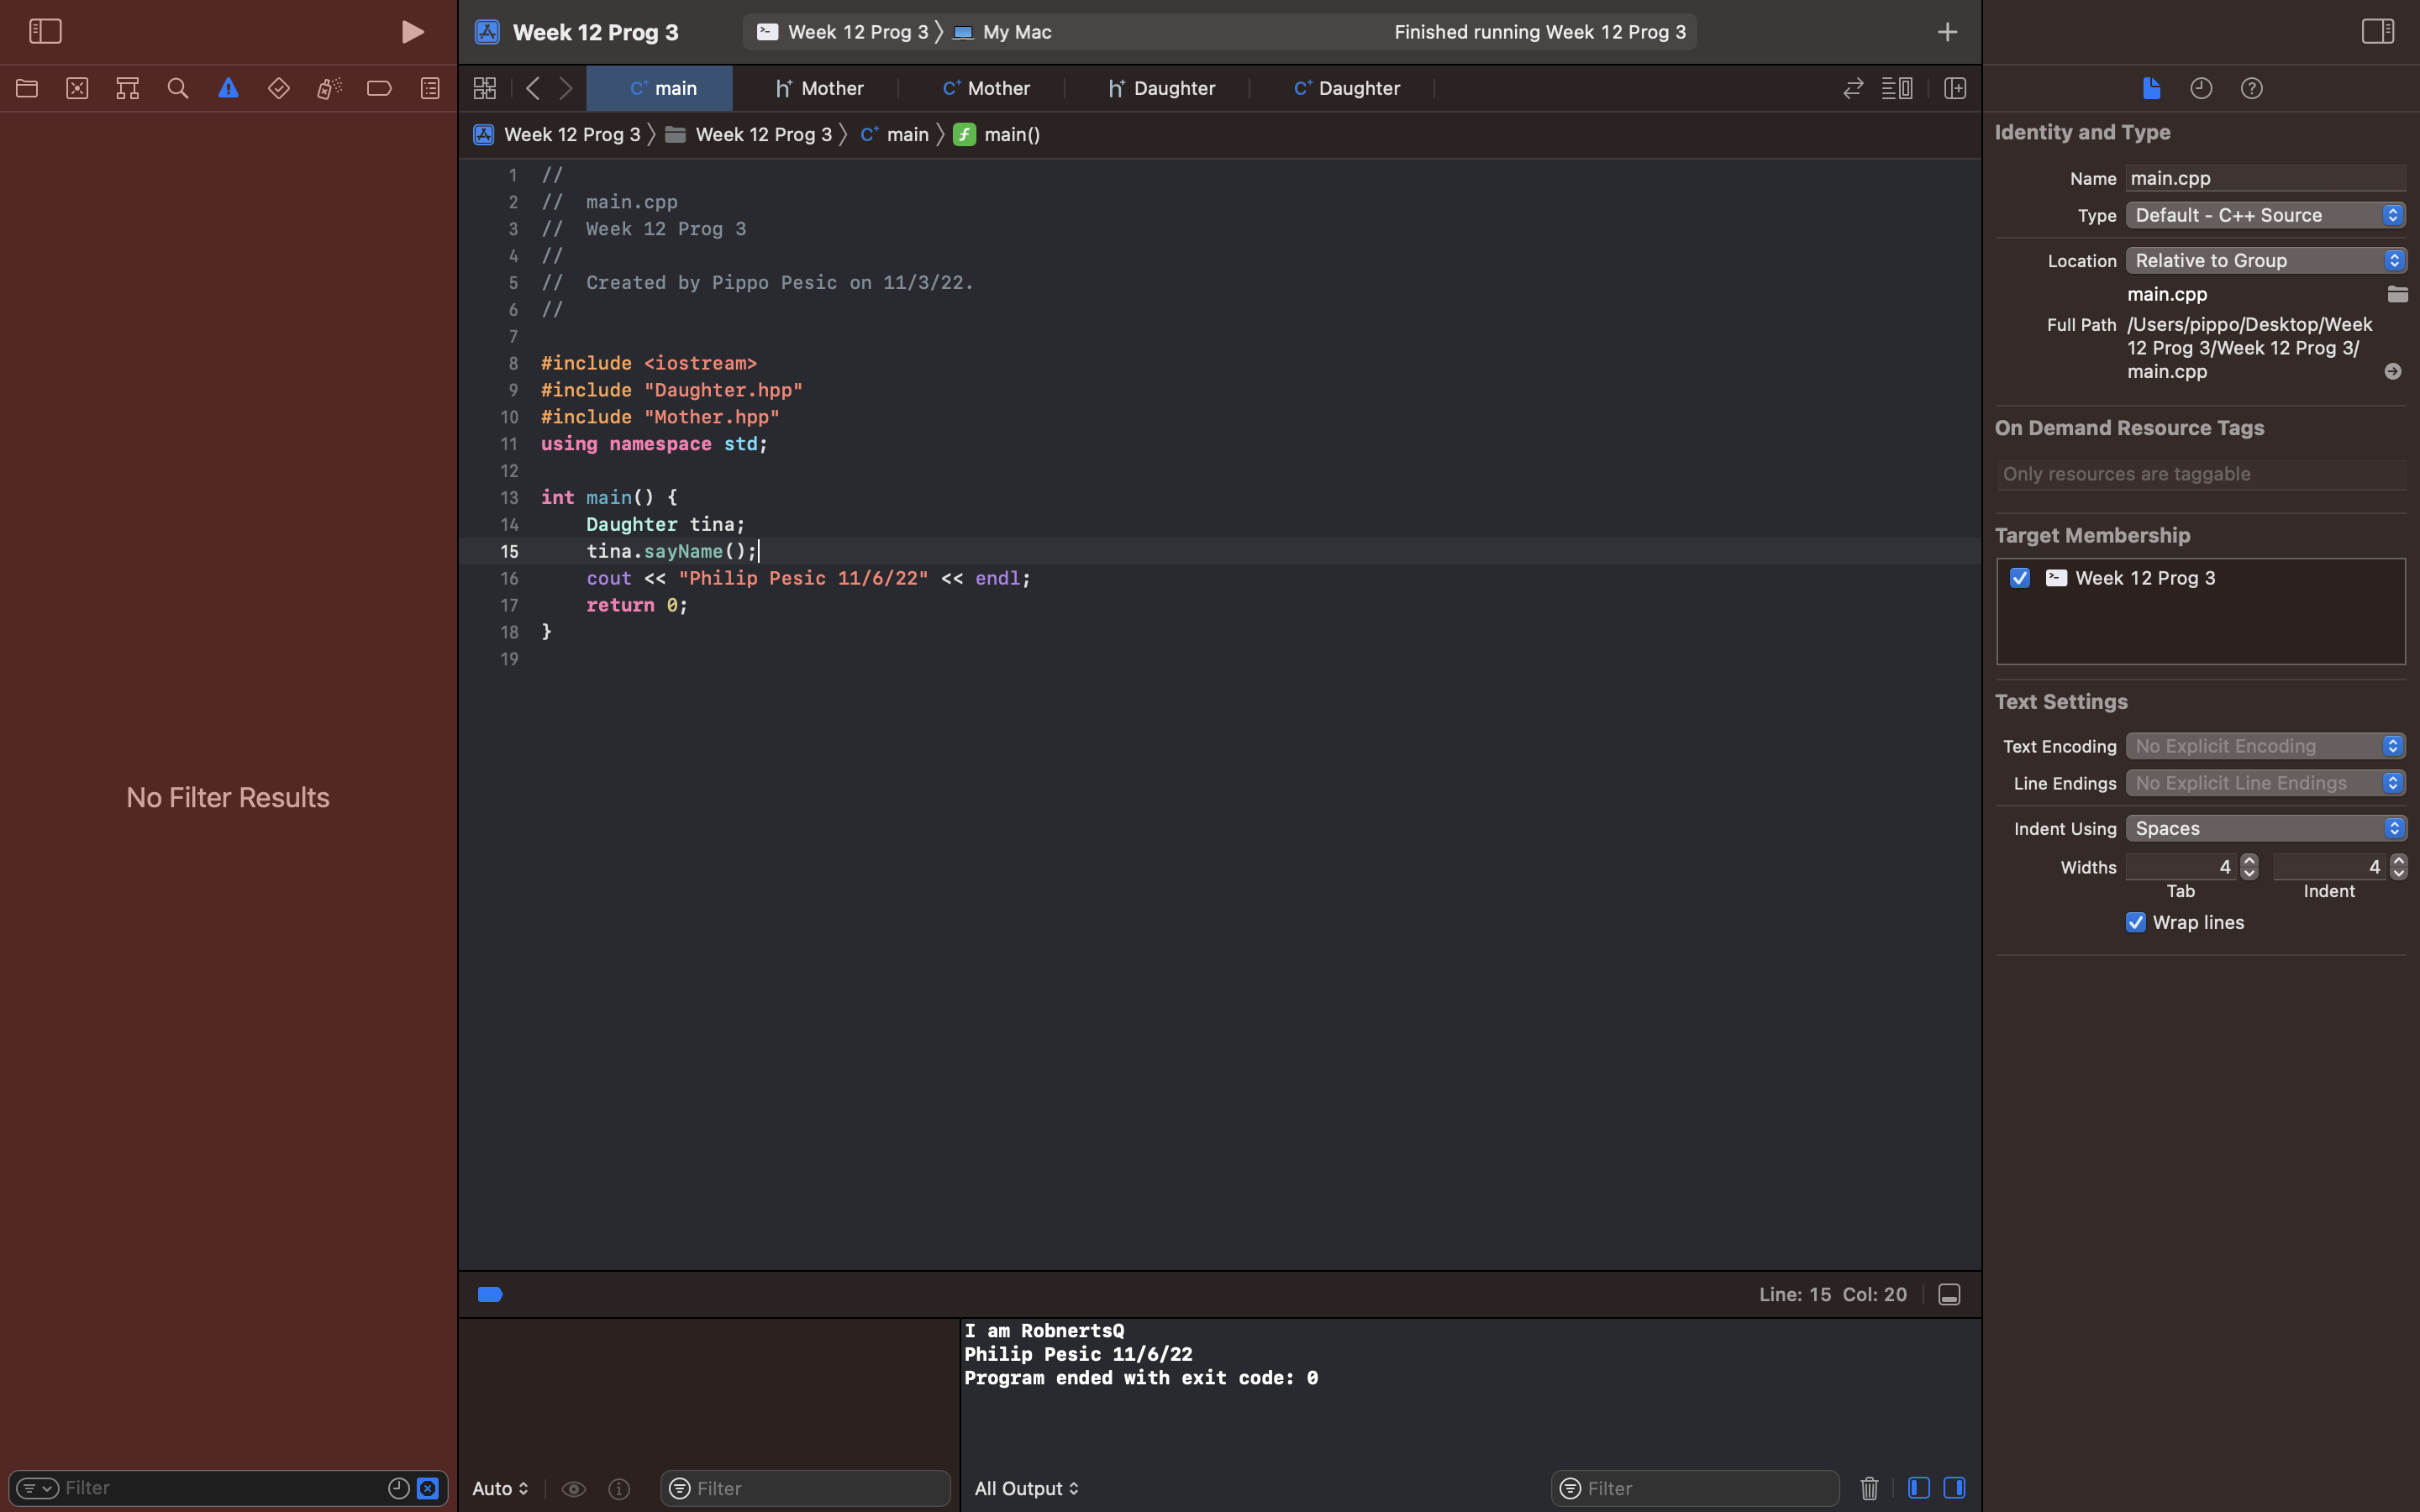 Week 12 Prog 3
Week 12 Prog 3 〉 My Mac
Finished running Week 12 Prog 3
main
Mother
Mother
Daughter
Daughter
Week 12 Prog 3 〉 Week 12 Prog 3 〉 main 〉 main()
No Filter Results
Filter
1 //
2 //  main.cpp
3 //  Week 12 Prog 3
4 //
5 //  Created by Pippo Pesic on 11/3/22.
6 //
7
8 #include <iostream>
9 #include "Daughter.hpp"
10 #include "Mother.hpp"
11 using namespace std;
12
13 int main() {
14     Daughter tina;
15     tina.sayName();
16     cout << "Philip Pesic 11/6/22" << endl;
17     return 0;
18 }
19
Line: 15 Col: 20
I am RobnertsQ
Philip Pesic 11/6/22
Program ended with exit code: 0
Auto
Filter
All Output
Filter
Identity and Type
Name main.cpp
Type Default - C++ Source
Location Relative to Group
main.cpp
Full Path /Users/pippo/Desktop/Week
12 Prog 3/Week 12 Prog 3/
main.cpp
On Demand Resource Tags
Only resources are taggable
Target Membership
Week 12 Prog 3
Text Settings
Text Encoding No Explicit Encoding
Line Endings No Explicit Line Endings
Indent Using Spaces
Widths 4 4
Tab Indent
Wrap lines